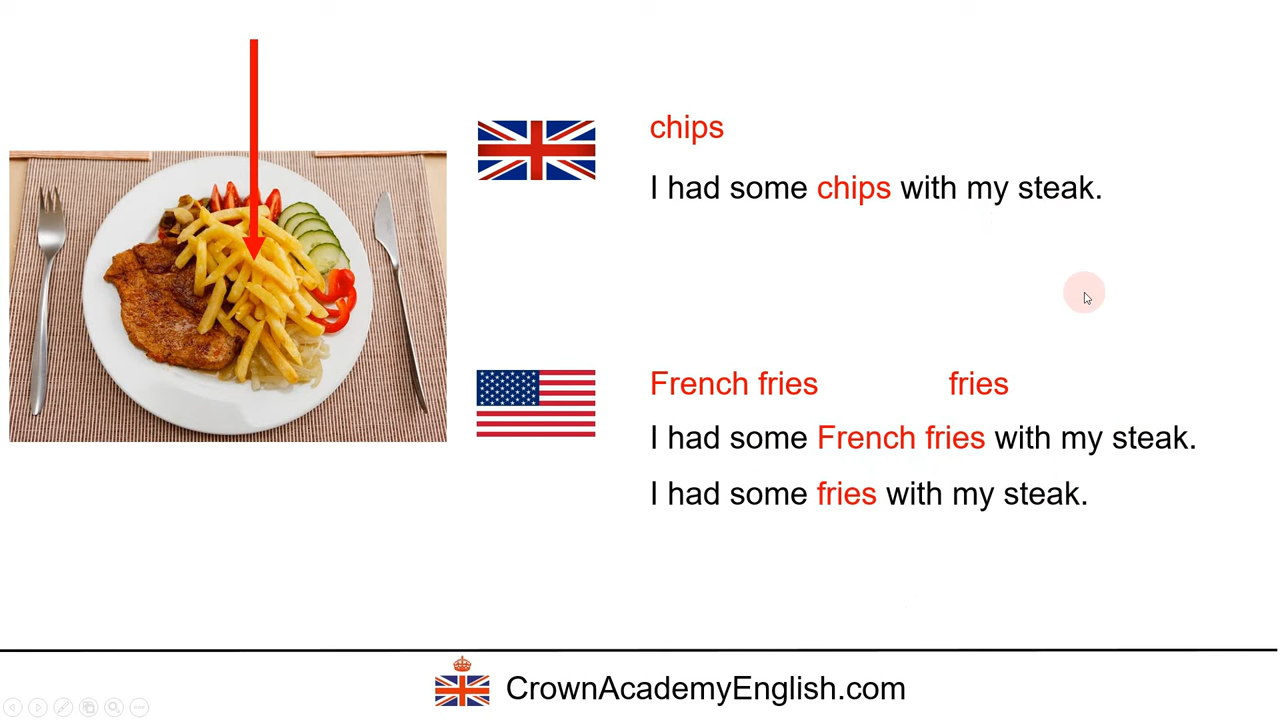 chips
I had some chips with my steak.
French fries fries
I had some French fries with my steak.
I had some fries with my steak.
CrownAcademyEnglish.com